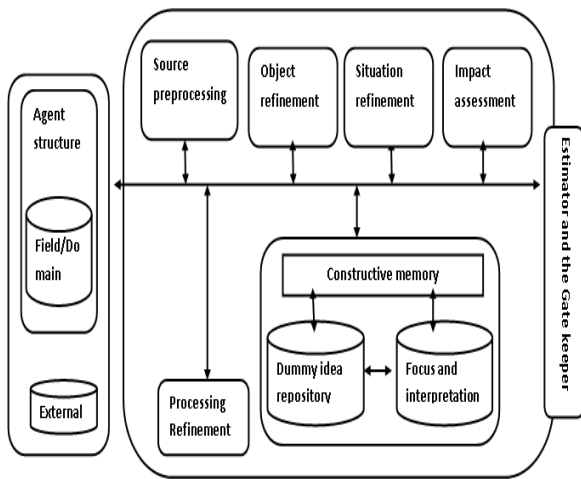 Source
preprocessing
Object
refinement
Situation
refinement
Impact
assessment
Agent
structure
Field/Do
main
External
Estimator and the Gate keeper
Constructive memory
Dummy idea
repository
Focus and
interpretation
Processing
Refinement